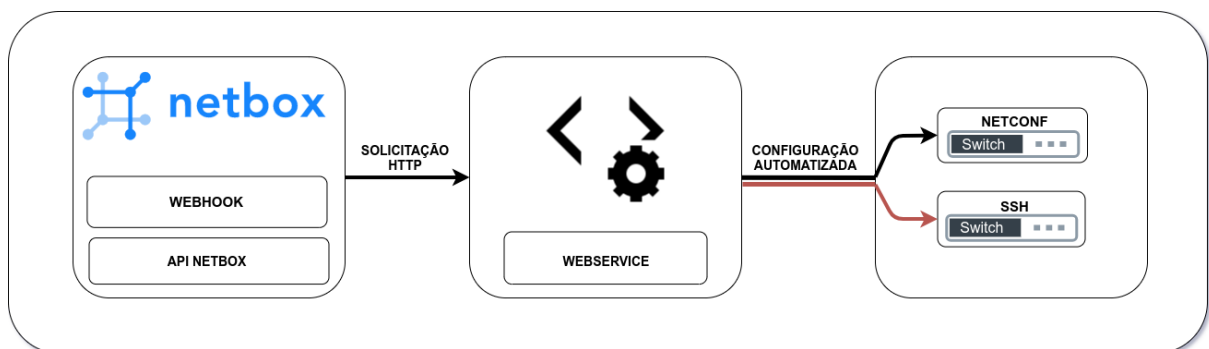 netbox
WEBHOOK
API NETBOX
SOLICITAÇÃO
HTTP
WEBSERVICE
CONFIGURAÇÃO
AUTOMATIZADA
NETCONF
Switch
SSH
Switch